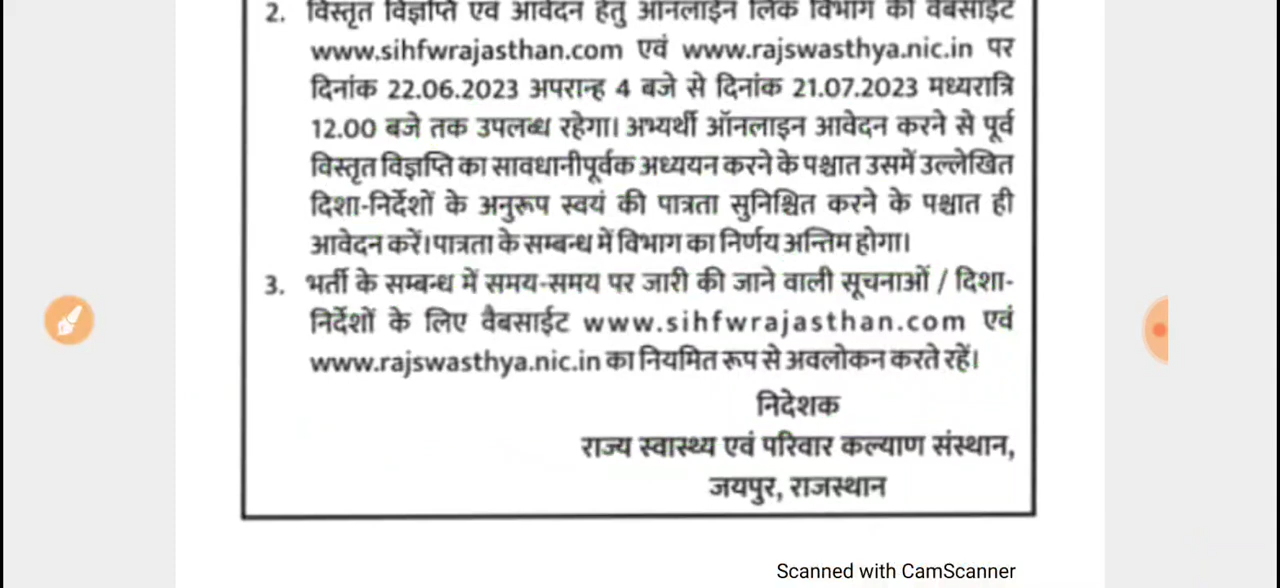 2. विस्तृत विज्ञप्ति एवं आवेदन हेतु ऑनलाईन लिंक विभाग की वेबसाईट
www.sihfwrajasthan.com एवं www.rajswasthya.nic.in पर
दिनांक 22.06.2023 अपरान्ह 4 बजे से दिनांक 21.07.2023 मध्यरात्रि
12.00 बजे तक उपलब्ध रहेगा। अभ्यर्थी ऑनलाइन आवेदन करने से पूर्व
विस्तृत विज्ञप्ति का सावधानीपूर्वक अध्ययन करने के पश्चात उसमें उल्लेखित
दिशा-निर्देशों के अनुरूप स्वयं की पात्रता सुनिश्चित करने के पश्चात ही
आवेदन करें। पात्रता के सम्बन्ध में विभाग का निर्णय अन्तिम होगा।
3. भर्ती के सम्बन्ध में समय-समय पर जारी की जाने वाली सूचनाओं / दिशा-
निर्देशों के लिए वैबसाईट www.sihfwrajasthan.com एवं
www.rajswasthya.nic.in का नियमित रूप से अवलोकन करते रहें।
निदेशक
राज्य स्वास्थ्य एवं परिवार कल्याण संस्थान,
जयपुर, राजस्थान
Scanned with CamScanner